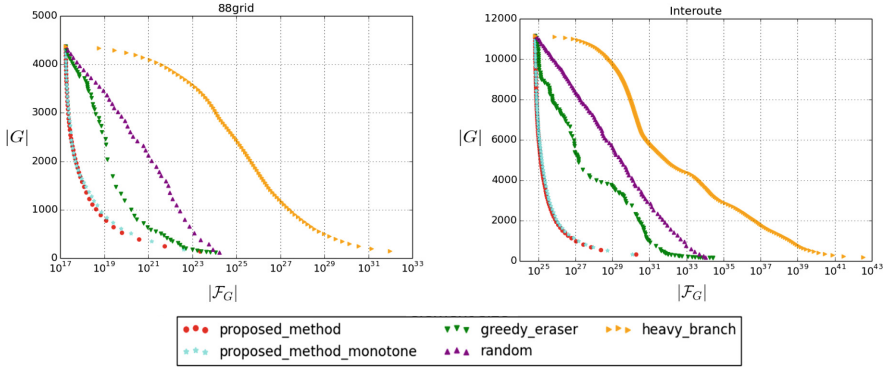 88grid
5000
4000
3000
2000
1000
0
|G|
10^17 10^19 10^21 10^23 10^25 10^27 10^29 10^31 10^33
|ℱ_G|
Interoute
12000
10000
8000
6000
4000
2000
0
|G|
10^25 10^27 10^29 10^31 10^33 10^35 10^37 10^39 10^41 10^43
|ℱ_G|
proposed_method
proposed_method_monotone
greedy_eraser
random
heavy_branch